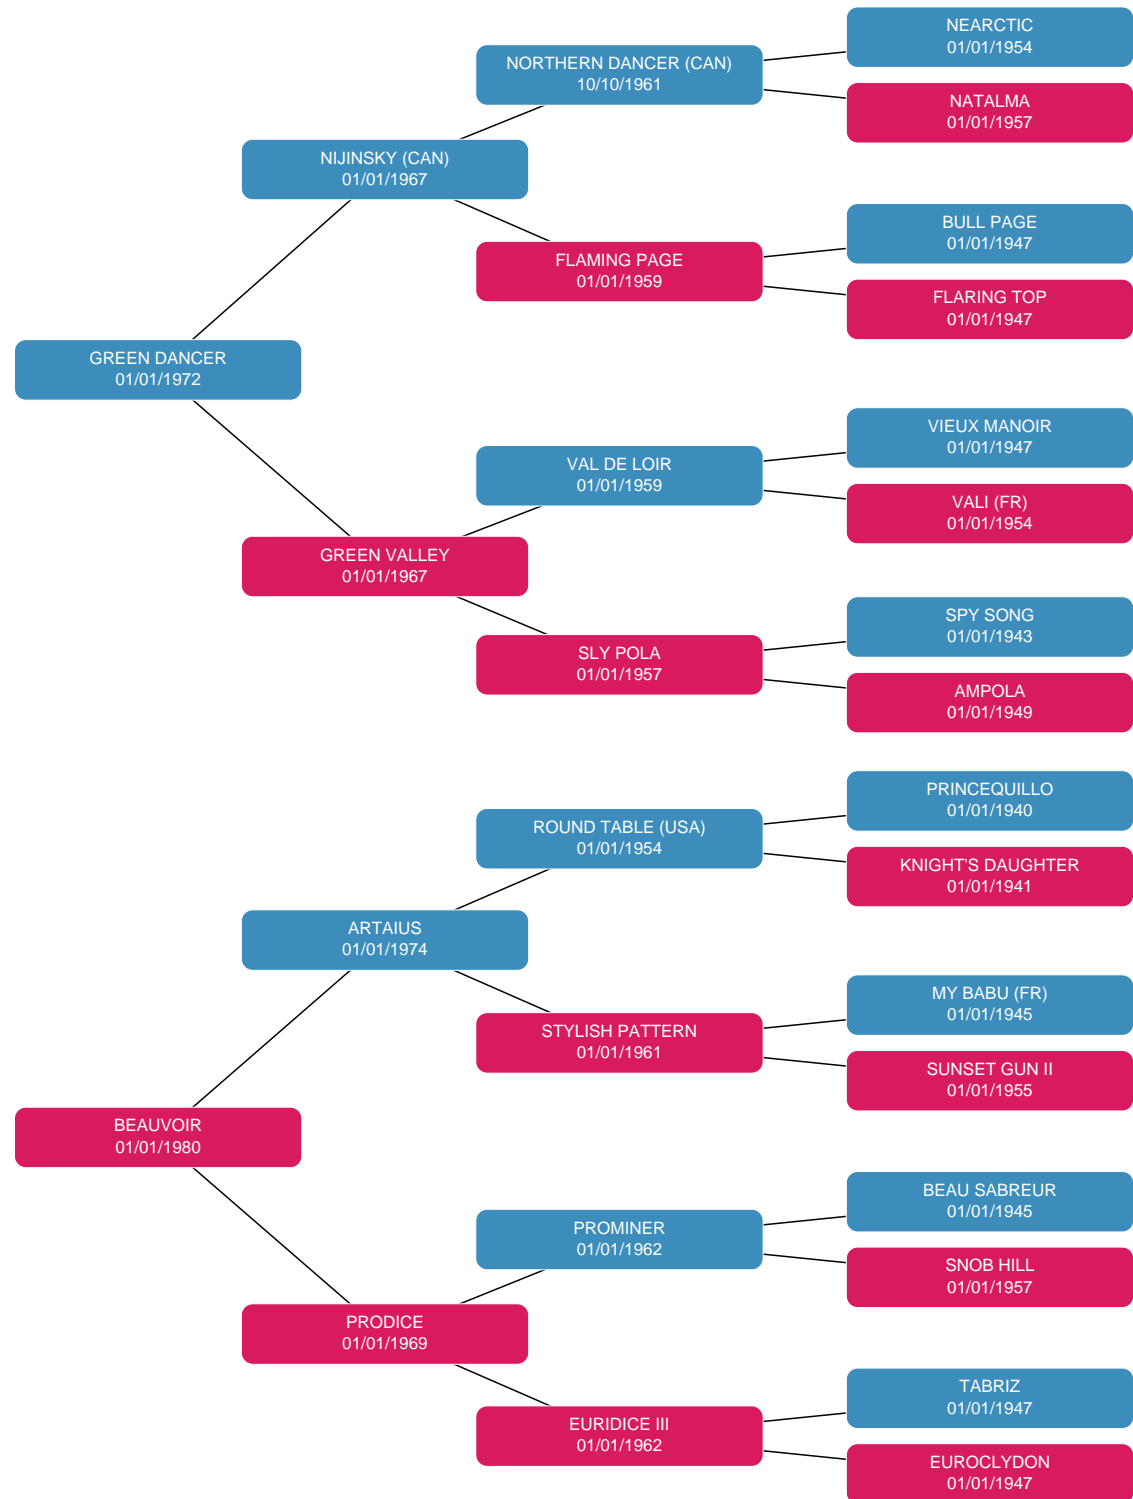 NEARCTIC
01/01/1954
NORTHERN DANCER (CAN)
10/10/1961
NATALMA
01/01/1957
NIJINSKY (CAN)
01/01/1967
BULL PAGE
01/01/1947
FLAMING PAGE
01/01/1959
FLARING TOP
01/01/1947
GREEN DANCER
01/01/1972
VIEUX MANOIR
01/01/1947
VAL DE LOIR
01/01/1959
VALI (FR)
01/01/1954
GREEN VALLEY
01/01/1967
SPY SONG
01/01/1943
SLY POLA
01/01/1957
AMPOLA
01/01/1949
PRINCEQUILLO
01/01/1940
ROUND TABLE (USA)
01/01/1954
KNIGHT'S DAUGHTER
01/01/1941
ARTAIUS
01/01/1974
MY BABU (FR)
01/01/1945
STYLISH PATTERN
01/01/1961
SUNSET GUN II
01/01/1955
BEAUVOIR
01/01/1980
BEAU SABREUR
01/01/1945
PROMINER
01/01/1962
SNOB HILL
01/01/1957
PRODICE
01/01/1969
TABRIZ
01/01/1947
EURIDICE III
01/01/1962
EUROCLYDON
01/01/1947